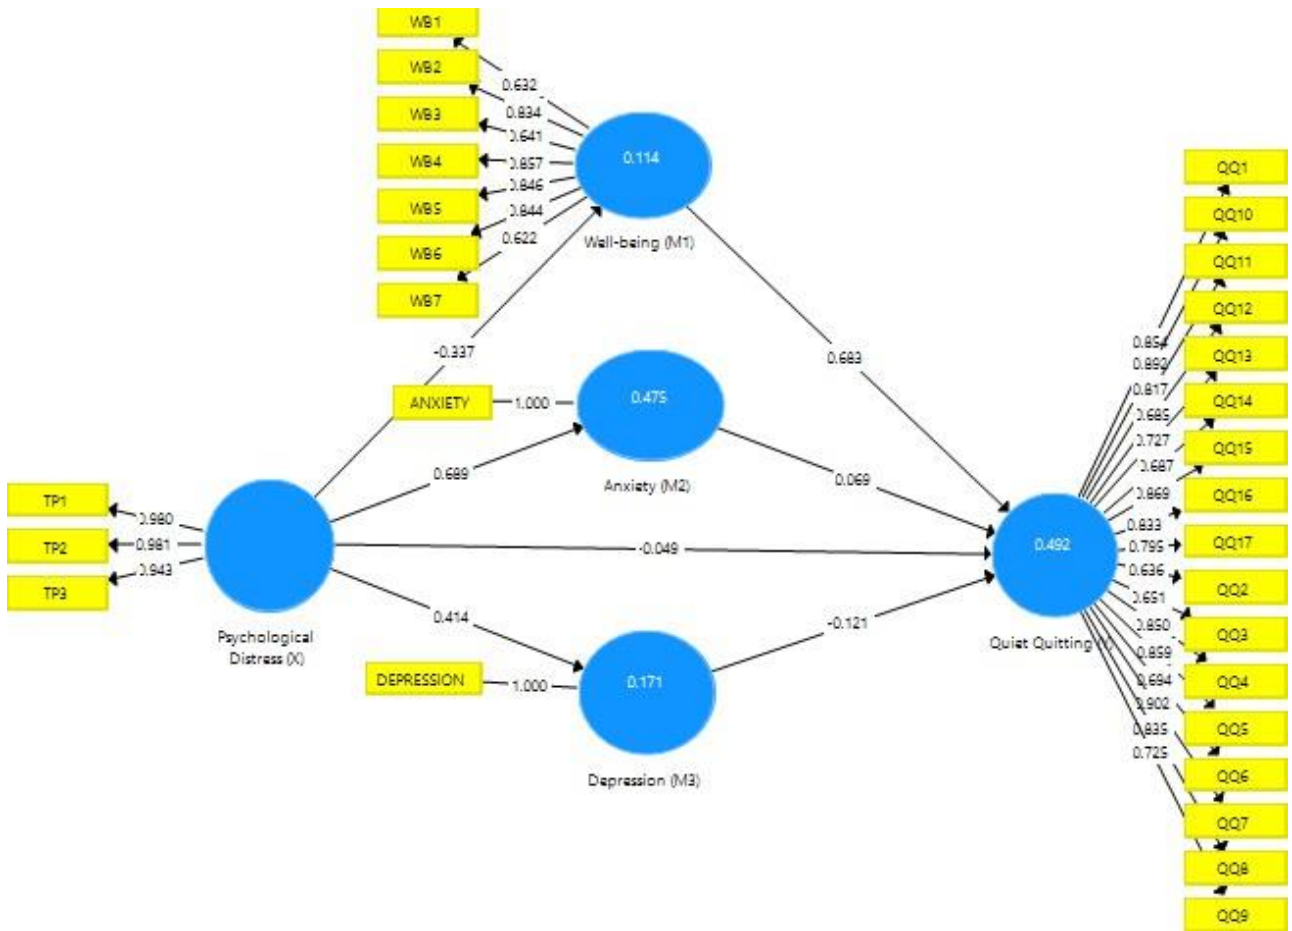 WB1
WB2
WB3
WB4
WB5
WB6
WB7
0.632
0.834
0.641
0.857
0.846
0.844
0.622
0.114
Well-being (M1)
-0.337
0.683
ANXIETY
1.000
0.475
Anxiety (M2)
0.689
0.069
TP1
TP2
TP3
0.980
0.981
0.943
Psychological
Distress (X)
-0.049
0.414
-0.121
DEPRESSION
1.000
0.171
Depression (M3)
0.492
Quiet Quitting (Y)
0.854
0.892
0.817
0.685
0.727
0.687
0.869
0.833
0.795
0.636
0.651
0.850
0.859
0.694
0.902
0.835
0.725
QQ1
QQ10
QQ11
QQ12
QQ13
QQ14
QQ15
QQ16
QQ17
QQ2
QQ3
QQ4
QQ5
QQ6
QQ7
QQ8
QQ9